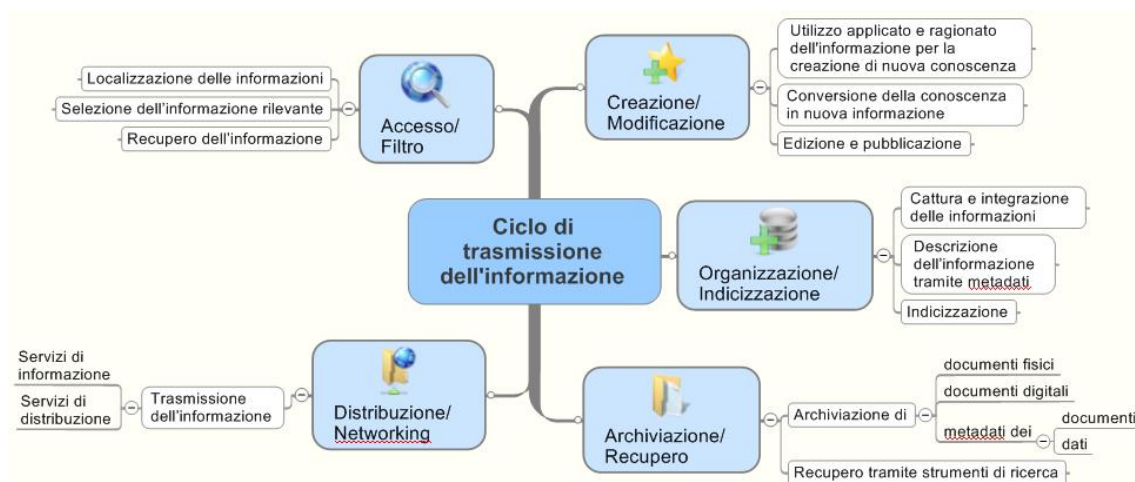 Ciclo di
trasmissione
dell'informazione
Creazione/
Modificazione
Utilizzo applicato e ragionato
dell'informazione per la
creazione di nuova conoscenza
Conversione della conoscenza
in nuova informazione
Edizione e pubblicazione
Organizzazione/
Indicizzazione
Cattura e integrazione
delle informazioni
Descrizione
dell'informazione
tramite metadati
Indicizzazione
Archiviazione/
Recupero
Archiviazione di
documenti fisici
documenti digitali
metadati dei
documenti
dati
Recupero tramite strumenti di ricerca
Distribuzione/
Networking
Trasmissione
dell'informazione
Servizi di
informazione
Servizi di
distribuzione
Accesso/
Filtro
Localizzazione delle informazioni
Selezione dell'informazione rilevante
Recupero dell'informazione